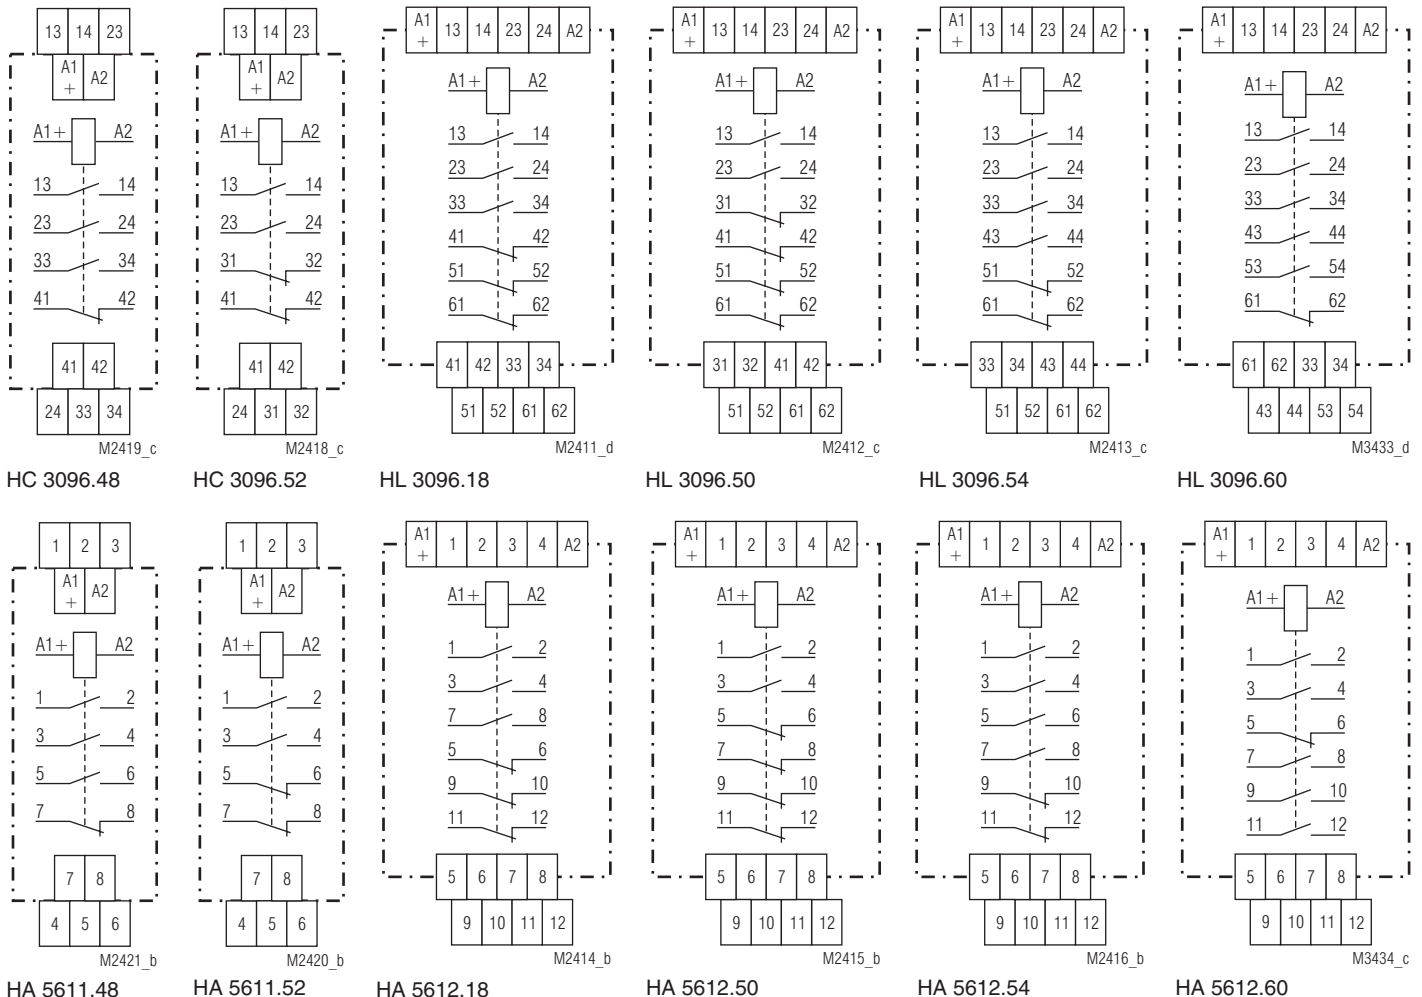 13 14 23
A1 + A2
A1+ A2
13 14
23 24
33 34
41 42
41 42
24 33 34
M2419_c
HC 3096.48
13 14 23
A1 + A2
A1+ A2
13 14
23 24
31 32
41 42
41 42
24 31 32
M2418_c
HC 3096.52
A1 + 13 14 23 24 A2
A1+ A2
13 14
23 24
33 34
41 42
51 52
61 62
41 42 33 34
51 52 61 62
M2411_d
HL 3096.18
A1 + 13 14 23 24 A2
A1+ A2
13 14
23 24
31 32
41 42
51 52
61 62
31 32 41 42
51 52 61 62
M2412_c
HL 3096.50
A1 + 13 14 23 24 A2
A1+ A2
13 14
23 24
33 34
43 44
51 52
61 62
33 34 43 44
51 52 61 62
M2413_c
HL 3096.54
A1 + 13 14 23 24 A2
A1+ A2
13 14
23 24
33 34
43 44
53 54
61 62
61 62 33 34
43 44 53 54
M3433_d
HL 3096.60
1 2 3
A1 + A2
A1+ A2
1 2
3 4
5 6
7 8
7 8
4 5 6
M2421_b
HA 5611.48
1 2 3
A1 + A2
A1+ A2
1 2
3 4
5 6
7 8
7 8
4 5 6
M2420_b
HA 5611.52
A1 + 1 2 3 4 A2
A1+ A2
1 2
3 4
7 8
5 6
9 10
11 12
5 6 7 8
9 10 11 12
M2414_b
HA 5612.18
A1 + 1 2 3 4 A2
A1+ A2
1 2
3 4
5 6
7 8
9 10
11 12
5 6 7 8
9 10 11 12
M2415_b
HA 5612.50
A1 + 1 2 3 4 A2
A1+ A2
1 2
3 4
5 6
7 8
9 10
11 12
5 6 7 8
9 10 11 12
M2416_b
HA 5612.54
A1 + 1 2 3 4 A2
A1+ A2
1 2
3 4
5 6
7 8
9 10
11 12
5 6 7 8
9 10 11 12
M3434_c
HA 5612.60